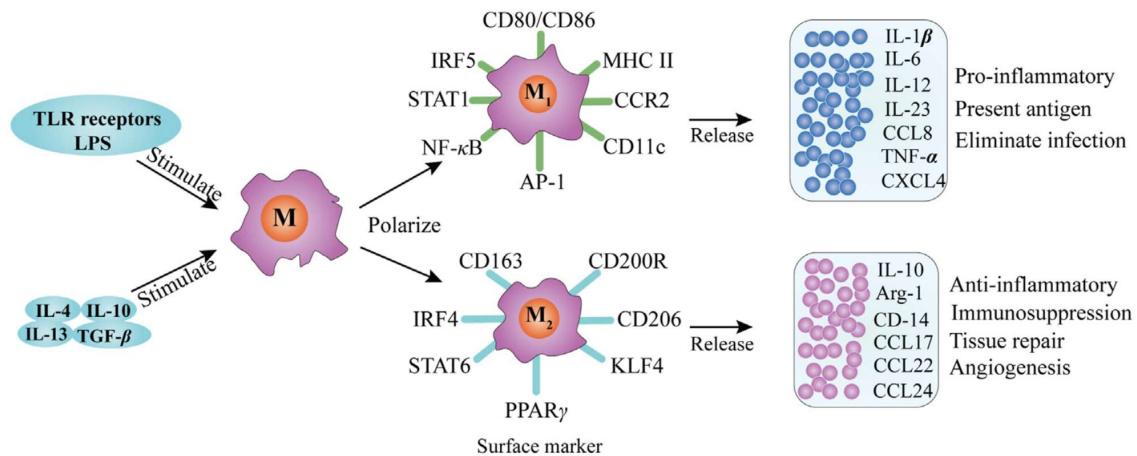 TLR receptors
LPS
Stimulate
IL-4
IL-10
IL-13
TGF-β
Stimulate
M
Polarize
CD80/CD86
IRF5
MHC II
STAT1
M1
CCR2
NF-κB
CD11c
AP-1
Release
IL-1β
IL-6
IL-12
IL-23
CCL8
TNF-α
CXCL4
Pro-inflammatory
Present antigen
Eliminate infection
CD163
CD200R
IRF4
M2
CD206
STAT6
KLF4
PPARγ
Surface marker
Release
IL-10
Arg-1
CD-14
CCL17
CCL22
CCL24
Anti-inflammatory
Immunosuppression
Tissue repair
Angiogenesis